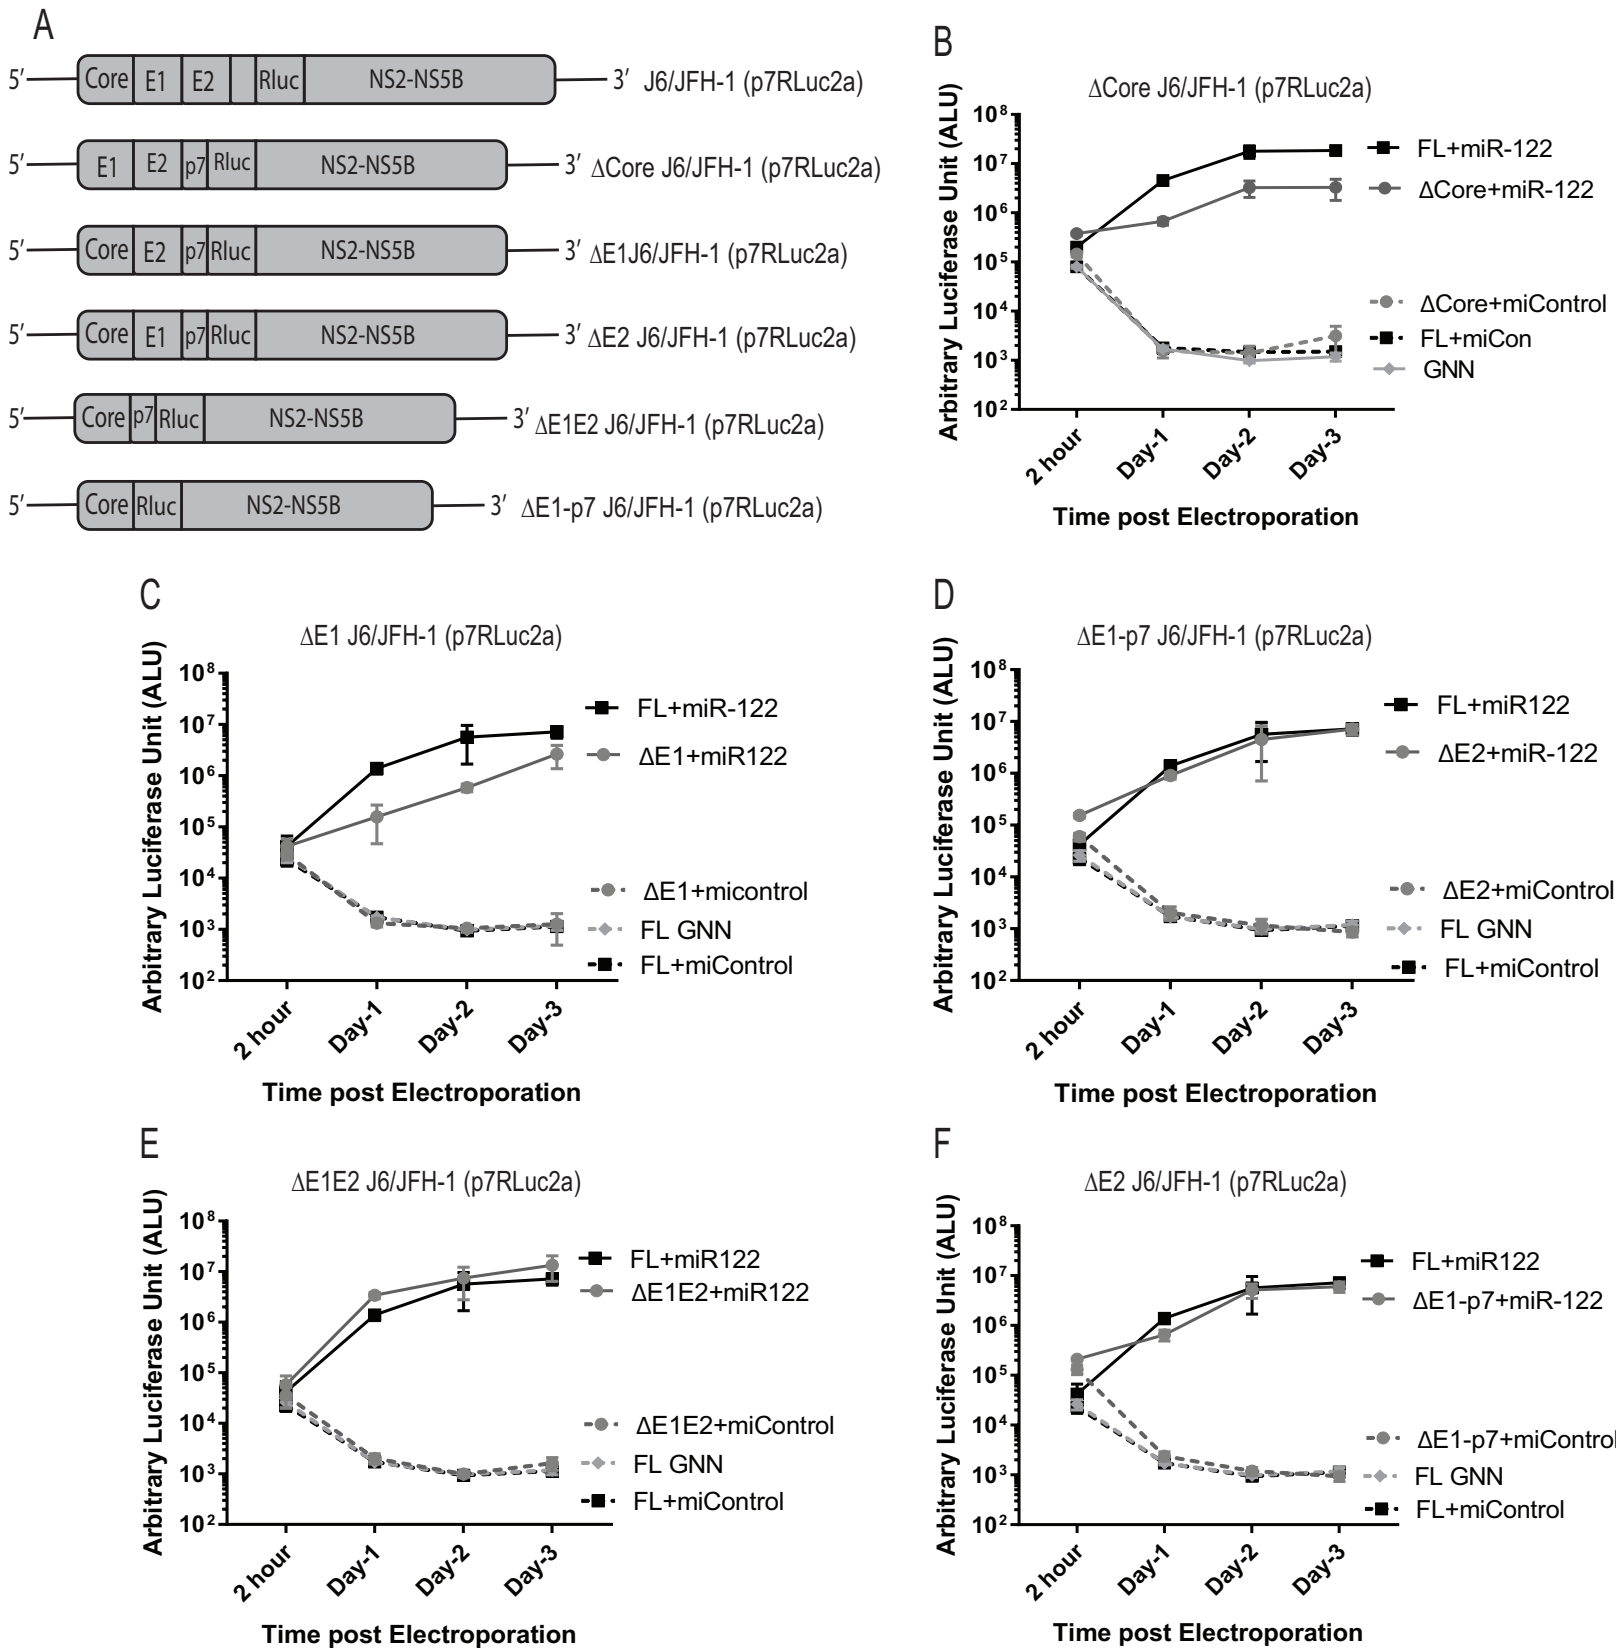 A
5′ Core E1 E2 Rluc NS2-NS5B 3′ J6/JFH-1 (p7RLuc2a)
5′ E1 E2 p7 Rluc NS2-NS5B 3′ ΔCore J6/JFH-1 (p7RLuc2a)
5′ Core E2 p7 Rluc NS2-NS5B 3′ ΔE1J6/JFH-1 (p7RLuc2a)
5′ Core E1 p7 Rluc NS2-NS5B 3′ ΔE2 J6/JFH-1 (p7RLuc2a)
5′ Core p7 Rluc NS2-NS5B 3′ ΔE1E2 J6/JFH-1 (p7RLuc2a)
5′ Core Rluc NS2-NS5B 3′ ΔE1-p7 J6/JFH-1 (p7RLuc2a)
B
ΔCore J6/JFH-1 (p7RLuc2a)
Arbitrary Luciferase Unit (ALU)
10⁸
10⁷
10⁶
10⁵
10⁴
10³
10²
FL+miR-122
ΔCore+miR-122
ΔCore+miControl
FL+miCon
GNN
2 hour Day-1 Day-2 Day-3
Time post Electroporation
C
ΔE1 J6/JFH-1 (p7RLuc2a)
Arbitrary Luciferase Unit (ALU)
10⁸
10⁷
10⁶
10⁵
10⁴
10³
10²
FL+miR-122
ΔE1+miR122
ΔE1+micontrol
FL GNN
FL+miControl
2 hour Day-1 Day-2 Day-3
Time post Electroporation
D
ΔE1-p7 J6/JFH-1 (p7RLuc2a)
Arbitrary Luciferase Unit (ALU)
10⁸
10⁷
10⁶
10⁵
10⁴
10³
10²
FL+miR122
ΔE2+miR-122
ΔE2+miControl
FL GNN
FL+miControl
2 hour Day-1 Day-2 Day-3
Time post Electroporation
E
ΔE1E2 J6/JFH-1 (p7RLuc2a)
Arbitrary Luciferase Unit (ALU)
10⁸
10⁷
10⁶
10⁵
10⁴
10³
10²
FL+miR122
ΔE1E2+miR122
ΔE1E2+miControl
FL GNN
FL+miControl
2 hour Day-1 Day-2 Day-3
Time post Electroporation
F
ΔE2 J6/JFH-1 (p7RLuc2a)
Arbitrary Luciferase Unit (ALU)
10⁸
10⁷
10⁶
10⁵
10⁴
10³
10²
FL+miR122
ΔE1-p7+miR-122
ΔE1-p7+miControl
FL GNN
FL+miControl
2 hour Day-1 Day-2 Day-3
Time post Electroporation